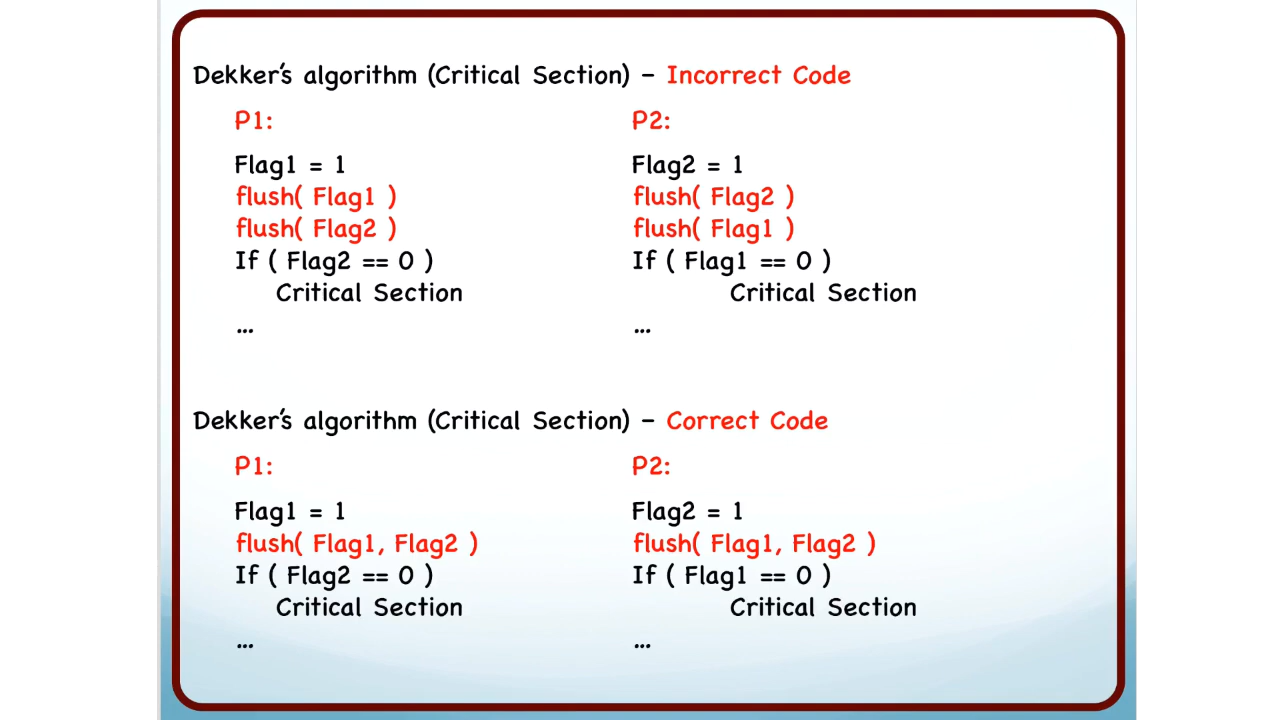 Dekker's algorithm (Critical Section) – Incorrect Code
P1:
Flag1 = 1
flush( Flag1 )
flush( Flag2 )
If ( Flag2 == 0 )
Critical Section
...
P2:
Flag2 = 1
flush( Flag2 )
flush( Flag1 )
If ( Flag1 == 0 )
Critical Section
...
Dekker's algorithm (Critical Section) – Correct Code
P1:
Flag1 = 1
flush( Flag1, Flag2 )
If ( Flag2 == 0 )
Critical Section
...
P2:
Flag2 = 1
flush( Flag1, Flag2 )
If ( Flag1 == 0 )
Critical Section
...